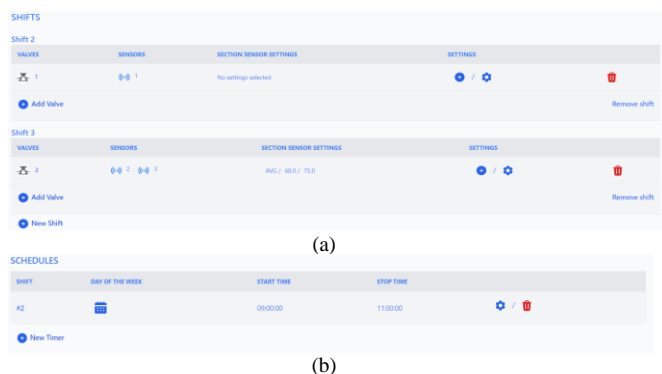 SHIFTS
Shift 2
VALVES SENSORS SECTION SENSOR SETTINGS SETTINGS
1 1 No settings selected /
Add Valve Remove shift
Shift 3
VALVES SENSORS SECTION SENSOR SETTINGS SETTINGS
2 2 3 AVG / 60.0 / 75.0 /
Add Valve Remove shift
New Shift
(a)
SCHEDULES
SHIFT DAY OF THE WEEK START TIME STOP TIME
#2 09:00:00 11:00:00 /
New Timer
(b)